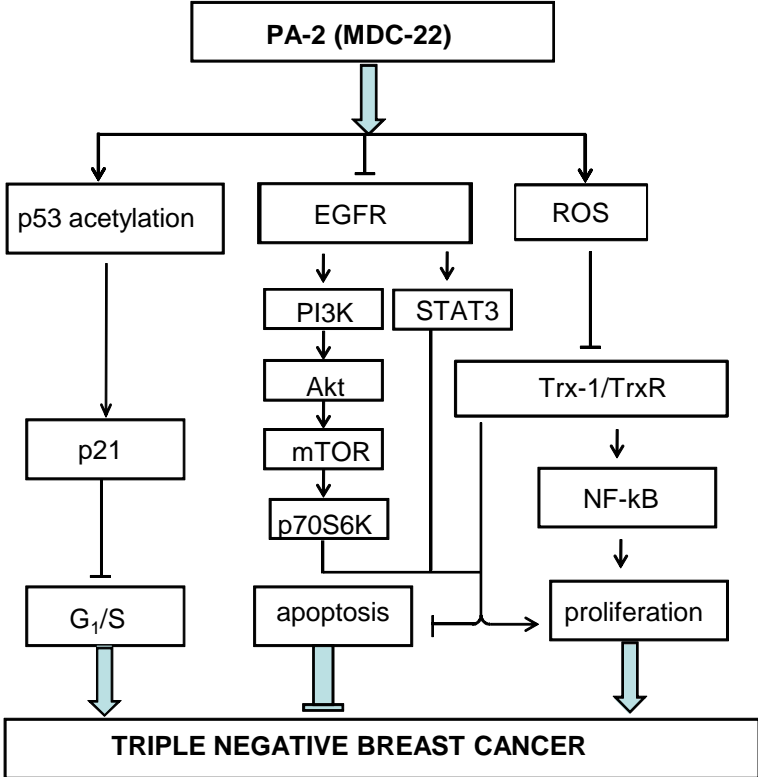 PA-2 (MDC-22)
p53 acetylation
EGFR
ROS
PI3K
STAT3
Akt
Trx-1/TrxR
mTOR
p21
NF-kB
p70S6K
G₁/S
apoptosis
proliferation
TRIPLE NEGATIVE BREAST CANCER